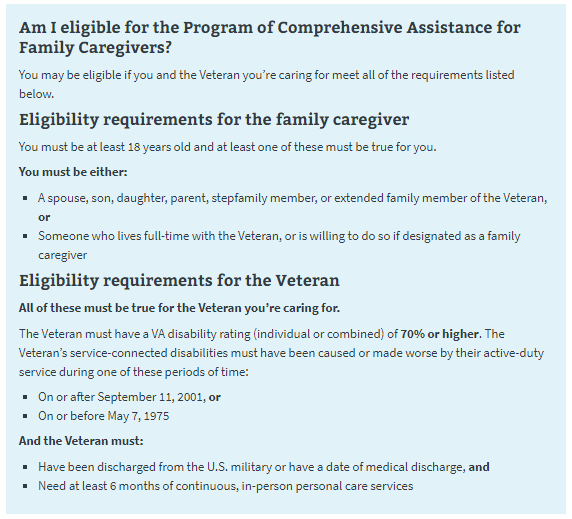 Am I eligible for the Program of Comprehensive Assistance for
Family Caregivers?
You may be eligible if you and the Veteran you're caring for meet all of the requirements listed
below.
Eligibility requirements for the family caregiver
You must be at least 18 years old and at least one of these must be true for you.
You must be either:
▪ A spouse, son, daughter, parent, stepfamily member, or extended family member of the Veteran,
or
▪ Someone who lives full-time with the Veteran, or is willing to do so if designated as a family
caregiver
Eligibility requirements for the Veteran
All of these must be true for the Veteran you're caring for.
The Veteran must have a VA disability rating (individual or combined) of 70% or higher. The
Veteran's service-connected disabilities must have been caused or made worse by their active-duty
service during one of these periods of time:
▪ On or after September 11, 2001, or
▪ On or before May 7, 1975
And the Veteran must:
▪ Have been discharged from the U.S. military or have a date of medical discharge, and
▪ Need at least 6 months of continuous, in-person personal care services